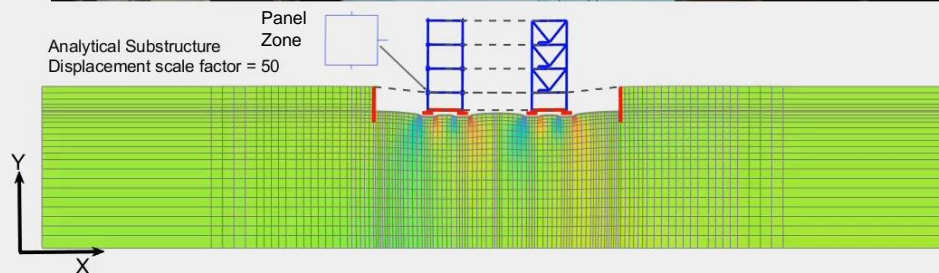 Panel
Zone
Analytical Substructure
Displacement scale factor = 50
Y
X